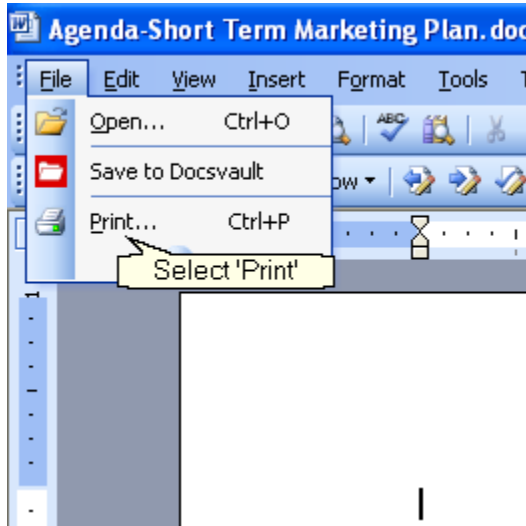 Agenda-Short Term Marketing Plan.doc
File Edit View Insert Format Tools
Open... Ctrl+O
ABC
Save to Docsvault
ow
Print... Ctrl+P
Select 'Print'